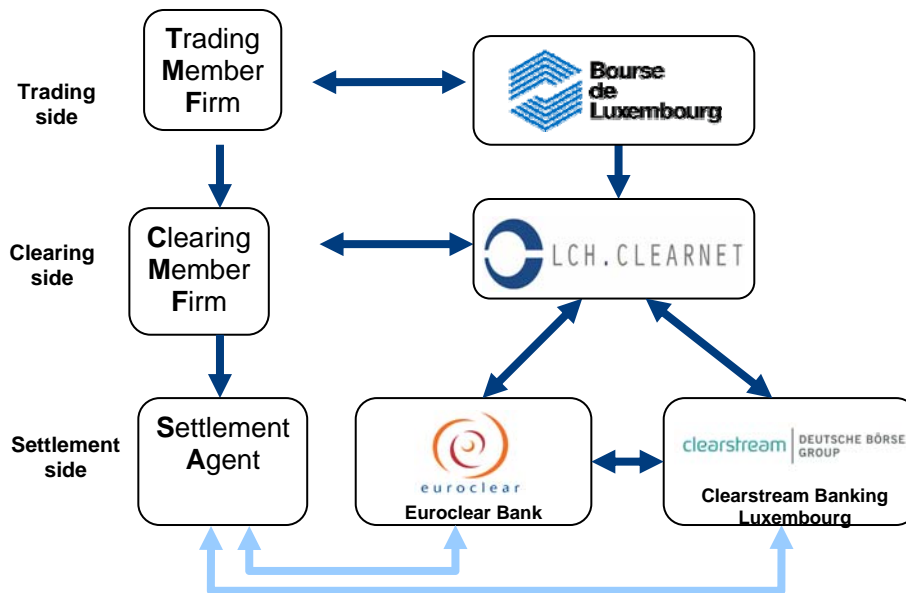 Trading
Member
Firm
Trading
side
Bourse
de
Luxembourg
Clearing
side
Clearing
Member
Firm
LCH.CLEARNET
Settlement
side
Settlement
Agent
euroclear
Euroclear Bank
clearstream
DEUTSCHE BÖRSE
GROUP
Clearstream Banking
Luxembourg